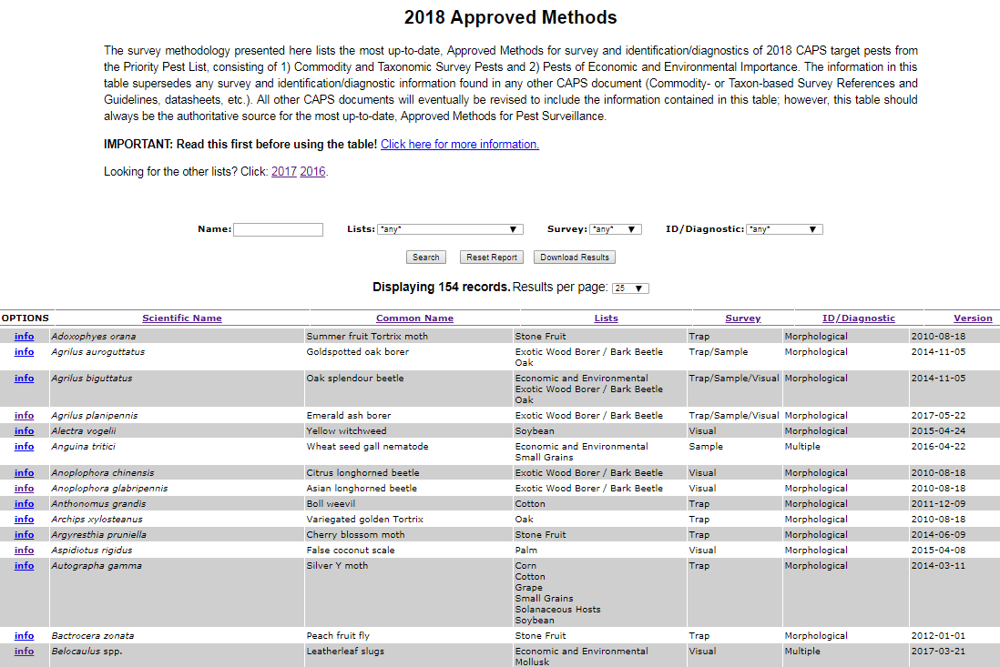 2018 Approved Methods
The survey methodology presented here lists the most up-to-date, Approved Methods for survey and identification/diagnostics of 2018 CAPS target pests from
the Priority Pest List, consisting of 1) Commodity and Taxonomic Survey Pests and 2) Pests of Economic and Environmental Importance. The information in this
table supersedes any survey and identification/diagnostic information found in any other CAPS document (Commodity- or Taxon-based Survey References and
Guidelines, datasheets, etc.). All other CAPS documents will eventually be revised to include the information contained in this table; however, this table should
always be the authoritative source for the most up-to-date, Approved Methods for Pest Surveillance.
IMPORTANT: Read this first before using the table! Click here for more information.
Looking for the other lists? Click: 2017 2016.
Name: Lists: *any* Survey: *any* ID/Diagnostic: *any*
Search Reset Report Download Results
Displaying 154 records. Results per page: 25
OPTIONS Scientific Name Common Name Lists Survey ID/Diagnostic Version
info Adoxophyes orana Summer fruit Tortrix moth Stone Fruit Trap Morphological 2010-08-18
info Agrilus auroguttatus Goldspotted oak borer Exotic Wood Borer / Bark Beetle Trap/Sample Morphological 2014-11-05
Oak
info Agrilus biguttatus Oak splendour beetle Economic and Environmental Trap/Sample/Visual Morphological 2014-11-05
Exotic Wood Borer / Bark Beetle
Oak
info Agrilus planipennis Emerald ash borer Exotic Wood Borer / Bark Beetle Trap/Sample/Visual Morphological 2017-05-22
info Alectra vogelii Yellow witchweed Soybean Visual Morphological 2015-04-24
info Anguina tritici Wheat seed gall nematode Economic and Environmental Sample Multiple 2016-04-22
Small Grains
info Anoplophora chinensis Citrus longhorned beetle Exotic Wood Borer / Bark Beetle Visual Morphological 2010-08-18
info Anoplophora glabripennis Asian longhorned beetle Exotic Wood Borer / Bark Beetle Visual Morphological 2010-08-18
info Anthonomus grandis Boll weevil Cotton Trap Morphological 2011-12-09
info Archips xylosteanus Variegated golden Tortrix Oak Trap Morphological 2010-08-18
info Argyresthia pruniella Cherry blossom moth Stone Fruit Trap Morphological 2014-06-09
info Aspidiotus rigidus False coconut scale Palm Visual Morphological 2015-04-08
info Autographa gamma Silver Y moth Corn Trap Morphological 2014-03-11
Cotton
Grape
Small Grains
Solanaceous Hosts
Soybean
info Bactrocera zonata Peach fruit fly Stone Fruit Trap Morphological 2012-01-01
info Belocaulus spp. Leatherleaf slugs Economic and Environmental Visual Multiple 2017-03-21
Mollusk